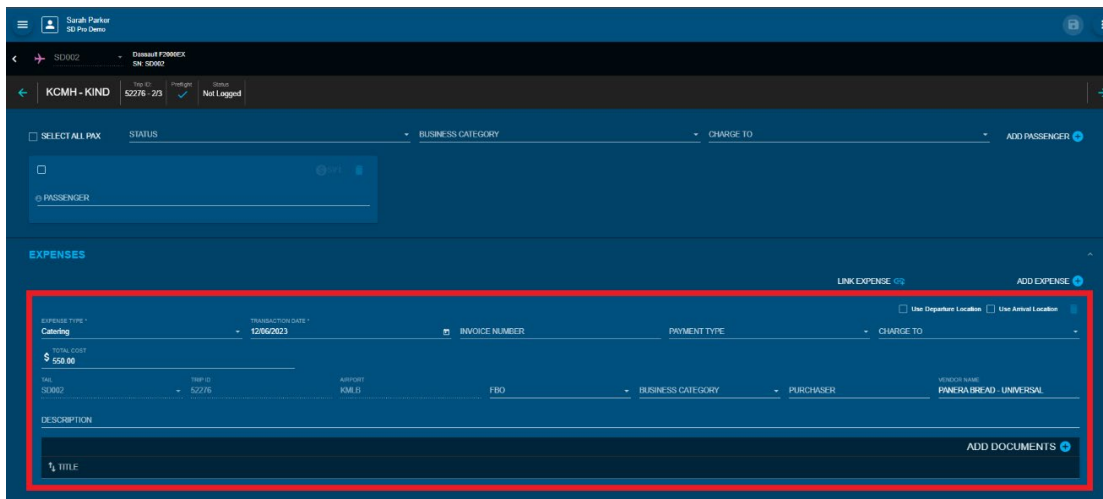 Sarah Parker
SD Pro Demo
SD002
Dassault F2000EX
SN: SD002
KCMH - KIND
Trip ID:
52276 - 2/3
Preflight
Status
Not Logged
SELECT ALL PAX
STATUS
BUSINESS CATEGORY
CHARGE TO
ADD PASSENGER
PASSENGER
EXPENSES
LINK EXPENSE
ADD EXPENSE
Use Departure Location
Use Arrival Location
EXPENSE TYPE *
Catering
TRANSACTION DATE *
12/06/2023
INVOICE NUMBER
PAYMENT TYPE
CHARGE TO
TOTAL COST
$ 550.00
TAIL
SD002
TRIP ID
52276
AIRPORT
KMLB
FBO
BUSINESS CATEGORY
PURCHASER
VENDOR NAME
PANERA BREAD - UNIVERSAL
DESCRIPTION
ADD DOCUMENTS
TITLE